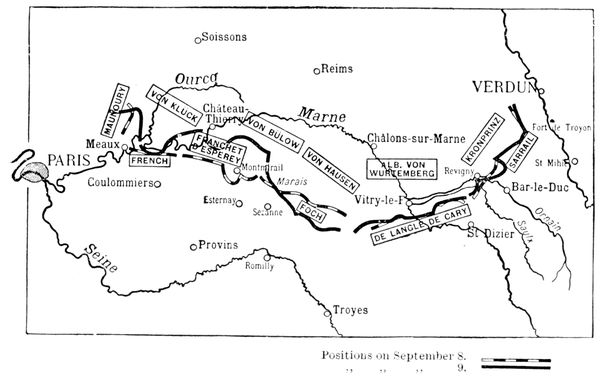 Soissons
Ourcq
Reims
VERDUN
MAUNOURY
VON KLUCK
Château-
Thierry
Marne
VON BULOW
Fort de Troyon
KRONPRINZ
SARRAIL
Châlons-sur-Marne
Meaux
FRENCH
FRANCHET
D'ESPEREY
VON HAUSEN
ALB. VON
WURTEMBERG
PARIS
Montmirail
Revigny
St Mihiel
Coulommiers
Marais
Bar-le-Duc
Esternay
Sezanne
FOCH
Vitry-le-F
DE LANGLE DE CARY
Ornain
Saulx
St Dizier
Seine
Provins
Romilly
Troyes
Positions on September 8.
" " " 9.